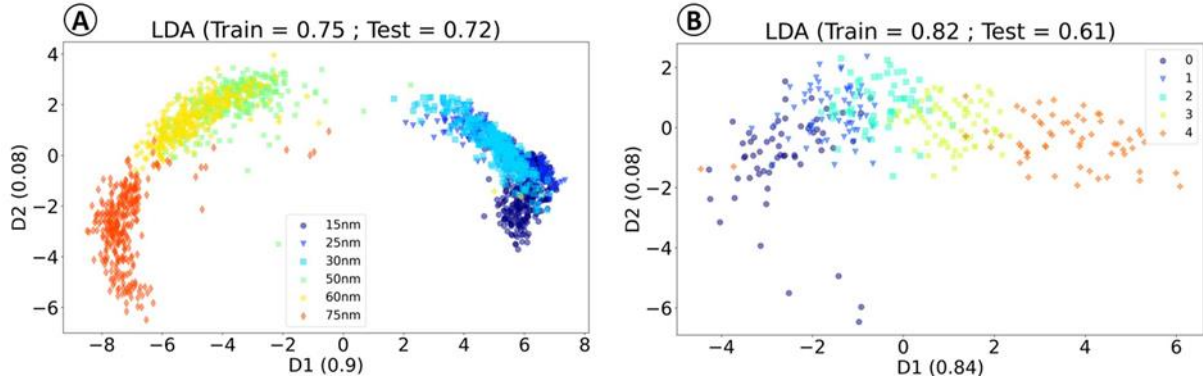 A
LDA (Train = 0.75 ; Test = 0.72)
4
2
0
−2
−4
−6
D2 (0.08)
15nm
25nm
30nm
50nm
60nm
75nm
−8 −6 −4 −2 0 2 4 6 8
D1 (0.9)
B
LDA (Train = 0.82 ; Test = 0.61)
2
0
−2
−4
−6
D2 (0.08)
0
1
2
3
4
−4 −2 0 2 4 6
D1 (0.84)